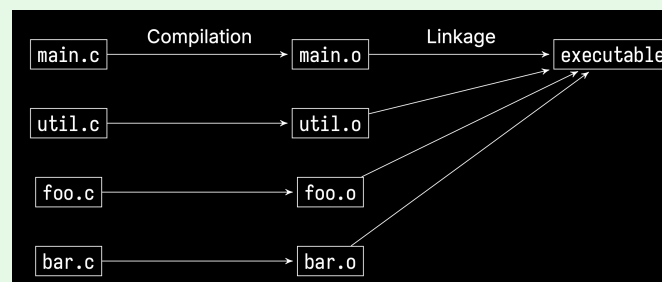 Compilation
Linkage
main.c
main.o
executable
util.c
util.o
foo.c
foo.o
bar.c
bar.o